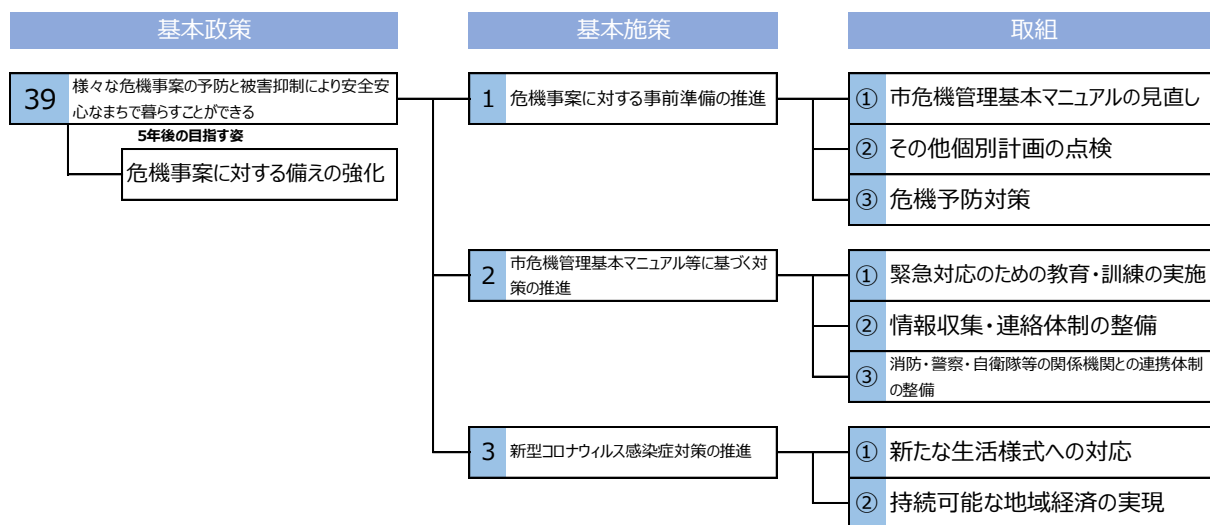 基本政策
基本施策
取組
39
様々な危機事案の予防と被害抑制により安全安
心なまちで暮らすことができる
5年後の目指す姿
危機事案に対する備えの強化
1
危機事案に対する事前準備の推進
① 市危機管理基本マニュアルの見直し
② その他個別計画の点検
③ 危機予防対策
2
市危機管理基本マニュアル等に基づく対
策の推進
① 緊急対応のための教育・訓練の実施
② 情報収集・連絡体制の整備
③
消防・警察・自衛隊等の関係機関との連携体制
の整備
3
新型コロナウィルス感染症対策の推進
① 新たな生活様式への対応
② 持続可能な地域経済の実現